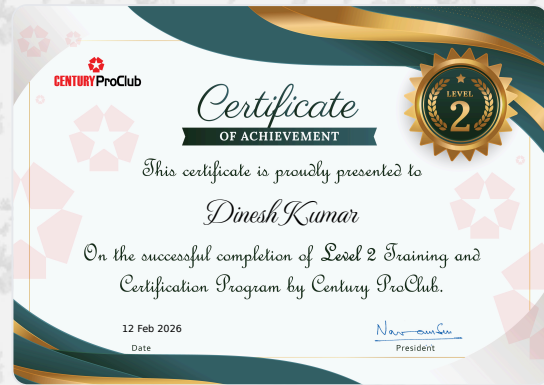 CENTURY ProClub
Certificate
OF ACHIEVEMENT
LEVEL
2
This certificate is proudly presented to
Dinesh Kumar
On the successful completion of Level 2 Training and
Certification Program by Century ProClub.
12 Feb 2026
Date
President